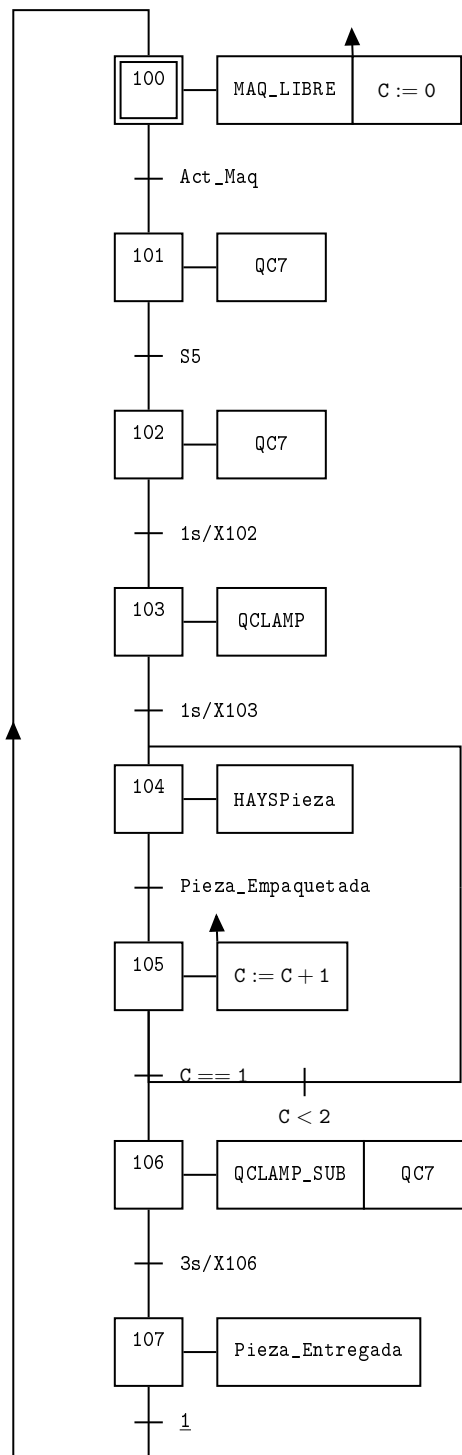 100 MAQ_LIBRE C := 0
Act_Maq
101 QC7
S5
102 QC7
1s/X102
103 QCLAMP
1s/X103
104 HAYSPieza
Pieza_Empaquetada
105 C := C + 1
C == 1
C < 2
106 QCLAMP_SUB QC7
3s/X106
107 Pieza_Entregada
1